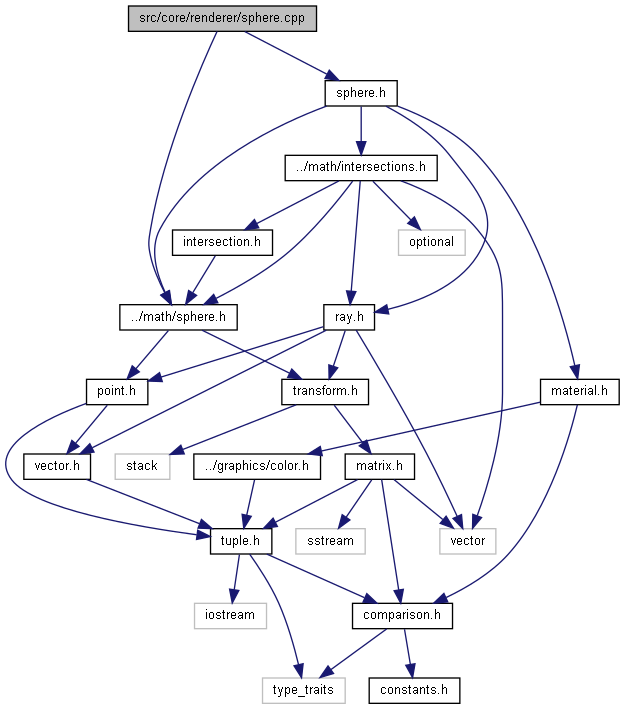 src/core/renderer/sphere.cpp
sphere.h
../math/intersections.h
intersection.h
optional
../math/sphere.h
ray.h
point.h
transform.h
material.h
vector.h
stack
../graphics/color.h
matrix.h
tuple.h
sstream
vector
iostream
comparison.h
type_traits
constants.h